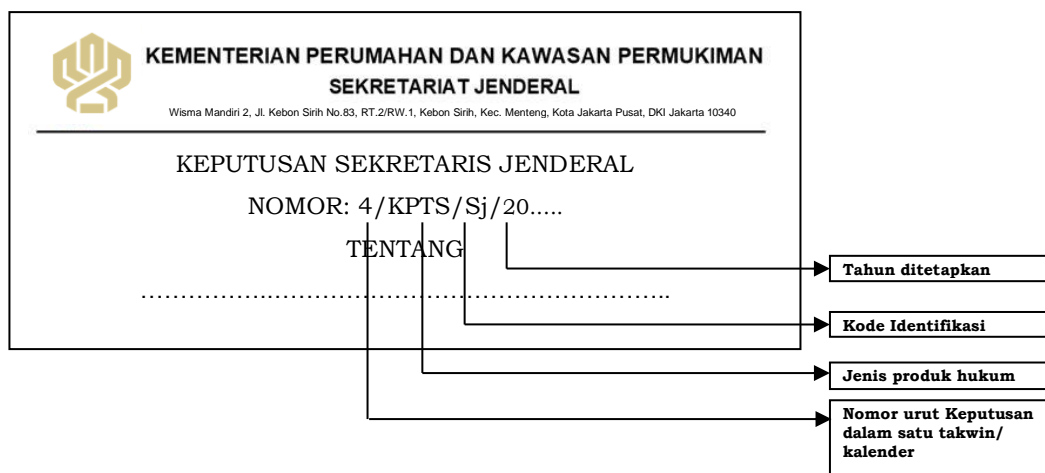 KEMENTERIAN PERUMAHAN DAN KAWASAN PERMUKIMAN
SEKRETARIAT JENDERAL
Wisma Mandiri 2, Jl. Kebon Sirih No.83, RT.2/RW.1, Kebon Sirih, Kec. Menteng, Kota Jakarta Pusat, DKI Jakarta 10340
KEPUTUSAN SEKRETARIS JENDERAL
NOMOR: 4/KPTS/Sj/20.....
TENTANG
……………..…………………………………………..
Tahun ditetapkan
Kode Identifikasi
Jenis produk hukum
Nomor urut Keputusan
dalam satu takwin/
kalender